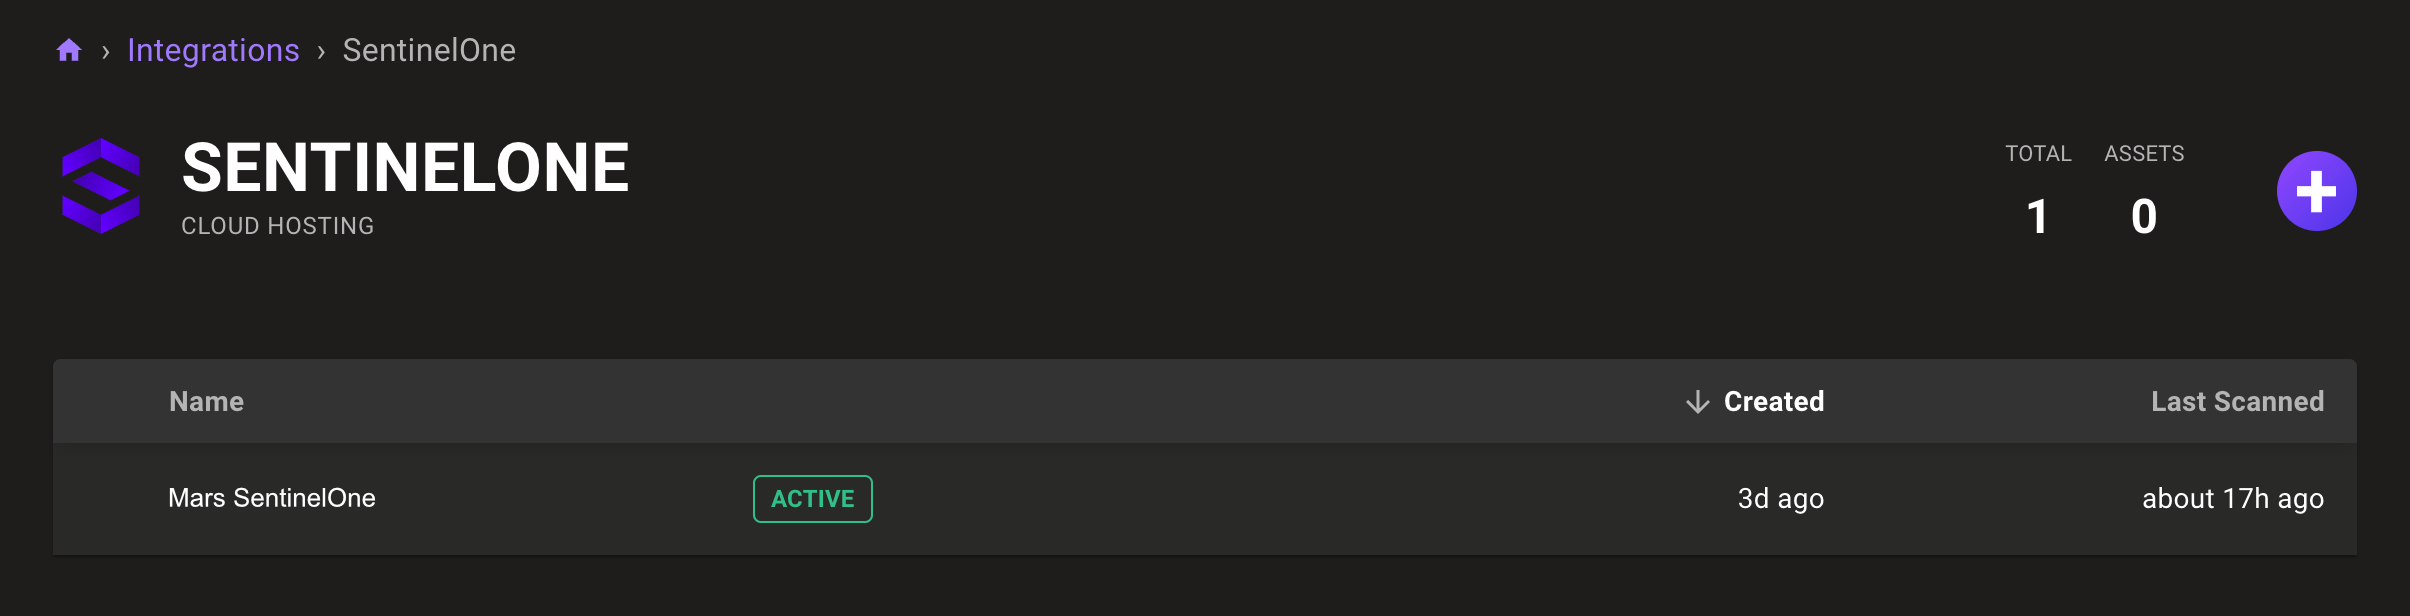 › Integrations › SentinelOne
SENTINELONE
CLOUD HOSTING
TOTAL ASSETS
1 0
Name Created Last Scanned
Mars SentinelOne ACTIVE 3d ago about 17h ago